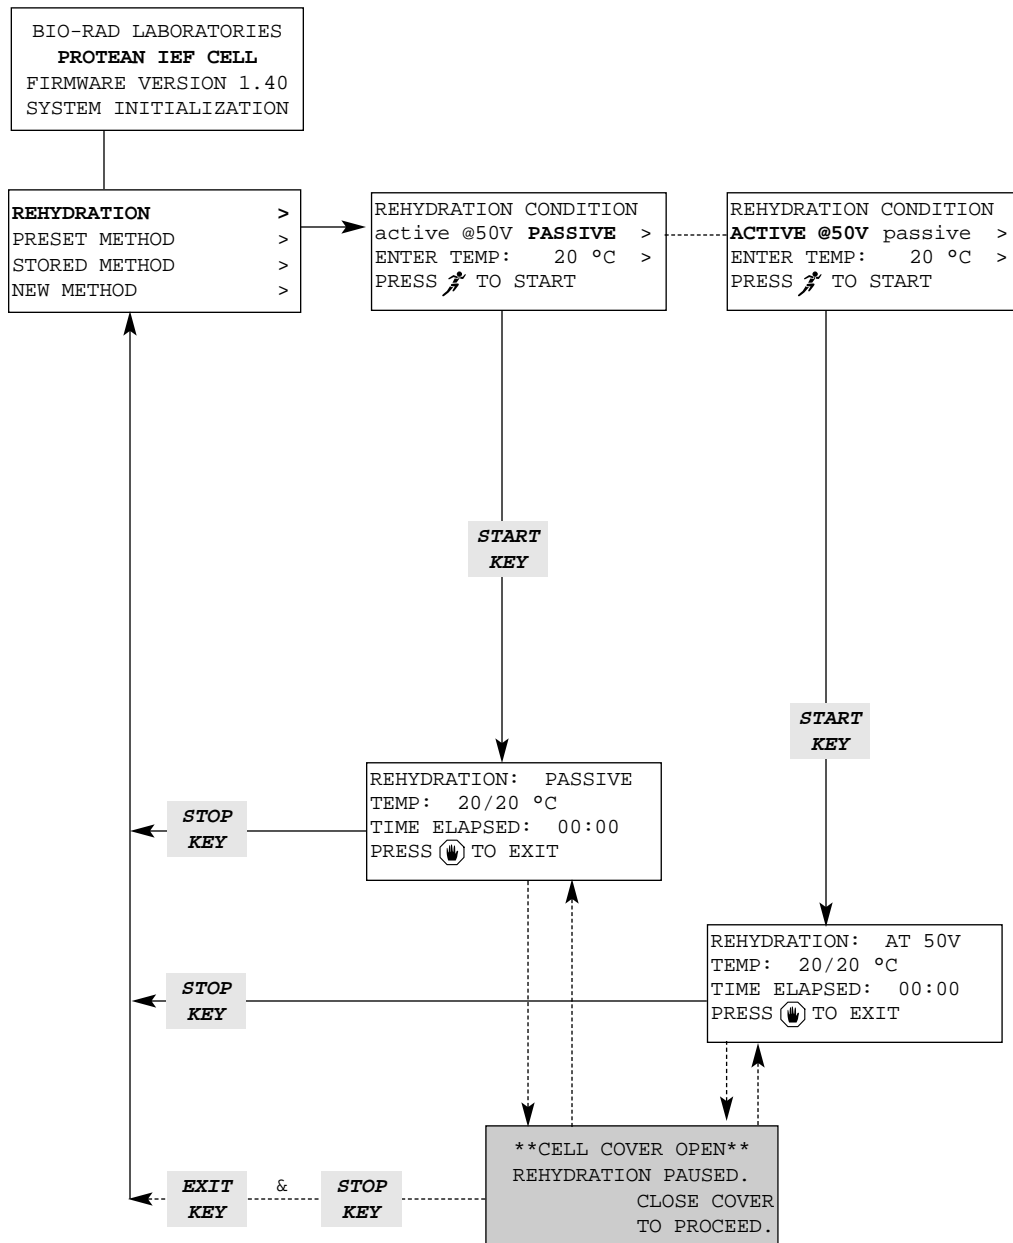 BIO-RAD LABORATORIES
PROTEAN IEF CELL
FIRMWARE VERSION 1.40
SYSTEM INITIALIZATION
REHYDRATION >
PRESET METHOD >
STORED METHOD >
NEW METHOD >
REHYDRATION CONDITION
active @50V PASSIVE >
ENTER TEMP: 20 °C >
PRESS TO START
REHYDRATION CONDITION
ACTIVE @50V passive >
ENTER TEMP: 20 °C >
PRESS TO START
START
KEY
START
KEY
REHYDRATION: PASSIVE
TEMP: 20/20 °C
TIME ELAPSED: 00:00
PRESS TO EXIT
STOP
KEY
REHYDRATION: AT 50V
TEMP: 20/20 °C
TIME ELAPSED: 00:00
PRESS TO EXIT
STOP
KEY
**CELL COVER OPEN**
REHYDRATION PAUSED.
CLOSE COVER
TO PROCEED.
EXIT
KEY
&
STOP
KEY